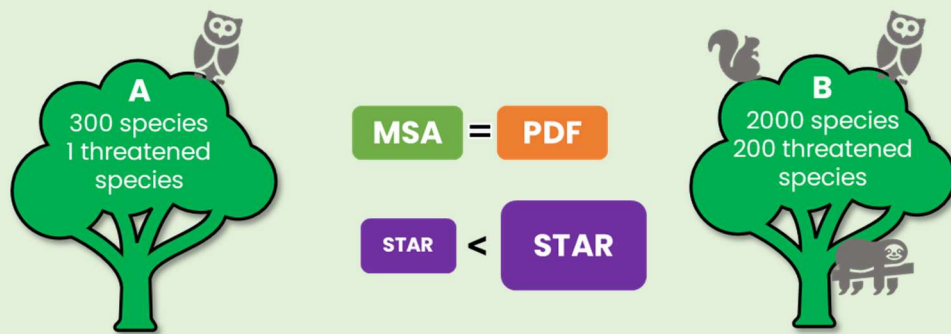 A
300 species
1 threatened
species
MSA = PDF
STAR < STAR
B
2000 species
200 threatened
species